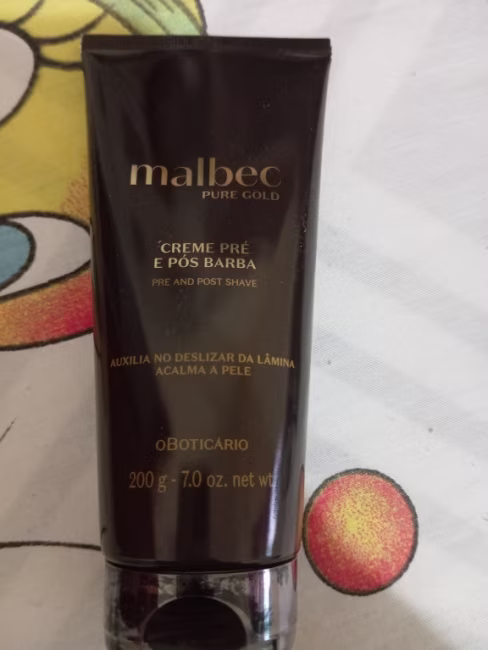 malbec
PURE GOLD
CREME PRÉ
E PÓS BARBA
PRE AND POST SHAVE
AUXILIA NO DESLIZAR DA LÂMINA
ACALMA A PELE
oBOTICÁRIO
200 g - 7.0 oz. net wt.